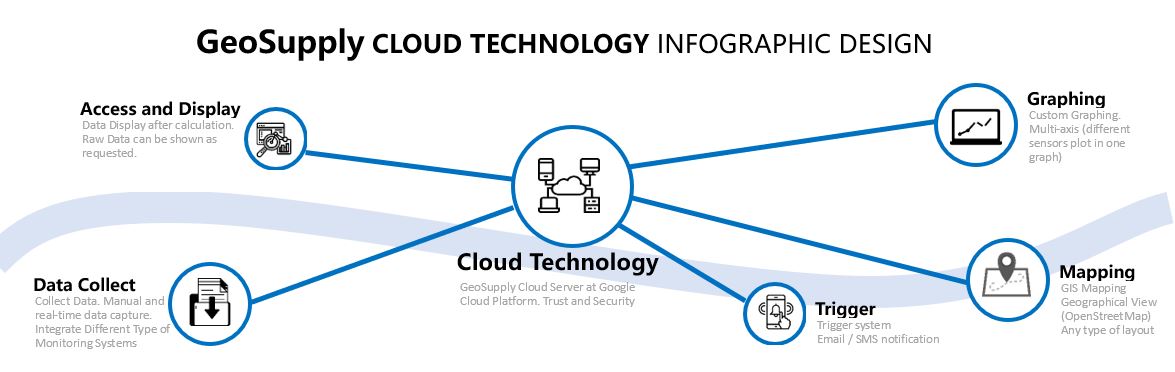 GeoSupply CLOUD TECHNOLOGY INFOGRAPHIC DESIGN
Access and Display
Data Display after calculation.
Raw Data can be shown as
requested.
Graphing
Custom Graphing.
Multi-axis (different
sensors plot in one
graph)
Cloud Technology
GeoSupply Cloud Server at Google
Cloud Platform. Trust and Security
Data Collect
Collect Data. Manual and
real-time data capture.
Integrate Different Type of
Monitoring Systems
Trigger
Trigger system
Email / SMS notification
Mapping
GIS Mapping
Geographical View
(OpenStreetMap)
Any type of layout